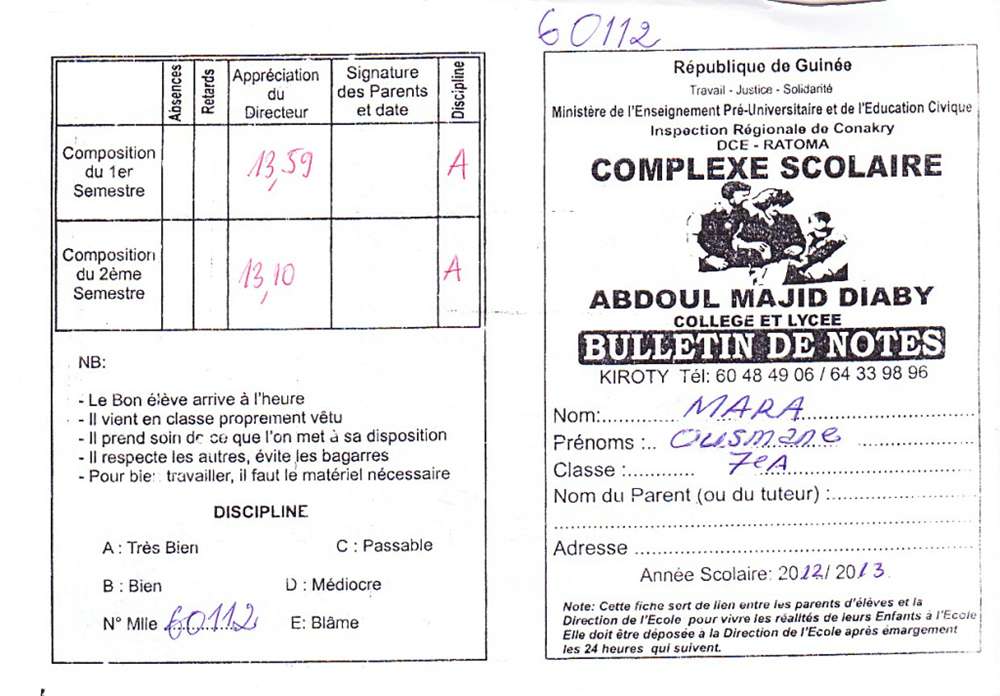 60112
Absences
Retards
Appréciation
du
Directeur
Signature
des Parents
et date
Discipline
Composition
du 1er
Semestre
13,59
A
Composition
du 2ème
Semestre
13,10
A
NB:
- Le Bon élève arrive à l'heure
- Il vient en classe proprement vêtu
- Il prend soin de ce que l'on met à sa disposition
- Il respecte les autres, évite les bagarres
- Pour bie travailler, il faut le matériel nécessaire
DISCIPLINE
A : Très Bien C : Passable
B : Bien D : Médiocre
N° Mlle 60112 E: Blâme
République de Guinée
Travail - Justice - Solidarité
Ministère de l'Enseignement Pré-Universitaire et de l'Education Civique
Inspection Régionale de Conakry
DCE - RATOMA
COMPLEXE SCOLAIRE
ABDOUL MAJID DIABY
COLLEGE ET LYCEE
BULLETIN DE NOTES
KIROTY Tél: 60 48 49 06 / 64 33 98 96
Nom:..........MARA..........
Prénoms :..Ousmane..........
Classe :..........7eA
Nom du Parent (ou du tuteur) :..........
Adresse ..........
Année Scolaire: 2012/ 2013
Note: Cette fiche sert de lien entre les parents d'élèves et la
Direction de l'Ecole pour vivre les réalités de leurs Enfants à l'Ecole
Elle doit être déposée à la Direction de l'Ecole après émargement
les 24 heures qui suivent.